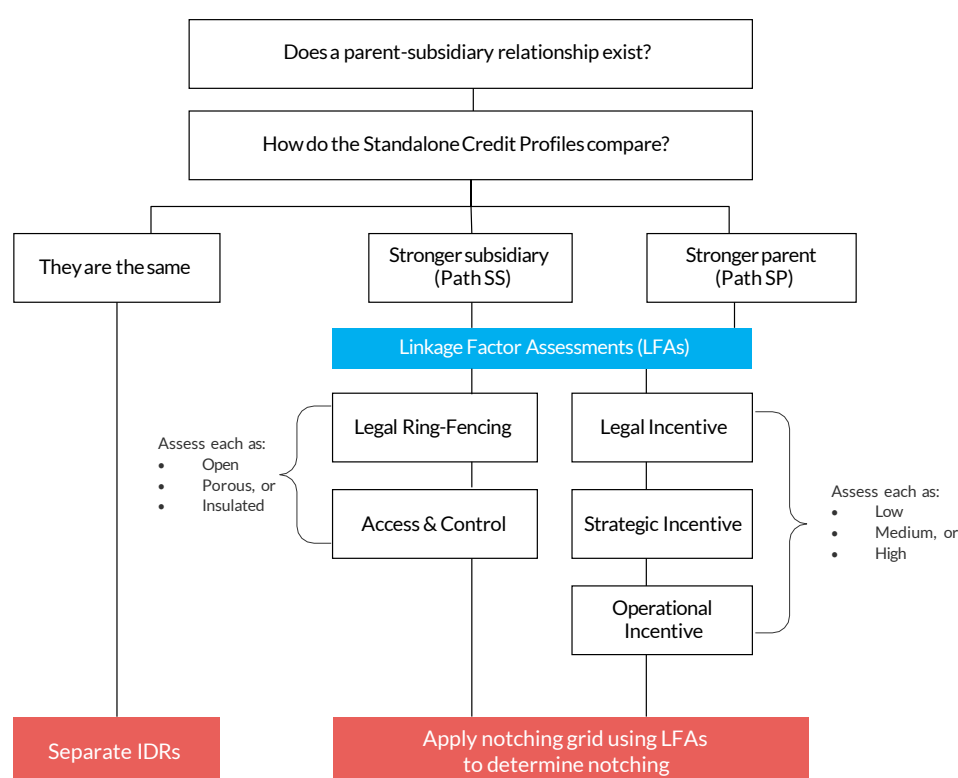 Does a parent-subsidiary relationship exist?
How do the Standalone Credit Profiles compare?
They are the same
Stronger subsidiary
(Path SS)
Stronger parent
(Path SP)
Linkage Factor Assessments (LFAs)
Legal Ring-Fencing
Legal Incentive
Assess each as:
• Open
• Porous, or
• Insulated
Access & Control
Strategic Incentive
Assess each as:
• Low
• Medium, or
• High
Operational
Incentive
Separate IDRs
Apply notching grid using LFAs
to determine notching